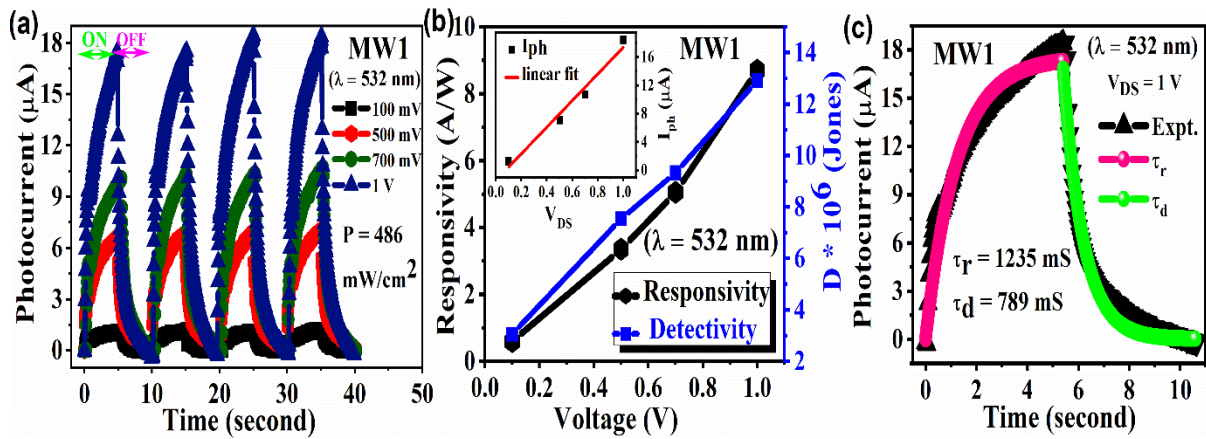 (a)
ON OFF
MW1
(λ = 532 nm)
100 mV
500 mV
700 mV
1 V
P = 486
mW/cm2
Photocurrent (μA)
18
15
12
9
6
3
0
0 10 20 30 40 50
Time (second)
(b)
MW1
Iph
linear fit
Iph (μA)
16
12
8
4
0
0.0 0.2 0.4 0.6 0.8 1.0
VDS
(λ = 532 nm)
Responsivity
Detectivity
Responsivity (A/W)
10
8
6
4
2
0
D * 10^6 (Jones)
14
13
12
10
8
7
6
4
3
2
0.0 0.2 0.4 0.6 0.8 1.0
Voltage (V)
(c)
MW1
(λ = 532 nm)
VDS = 1 V
Expt.
τr
τd
τr = 1235 mS
τd = 789 mS
Photocurrent (μA)
18
15
12
9
6
3
0
0 2 4 6 8 10
Time (second)